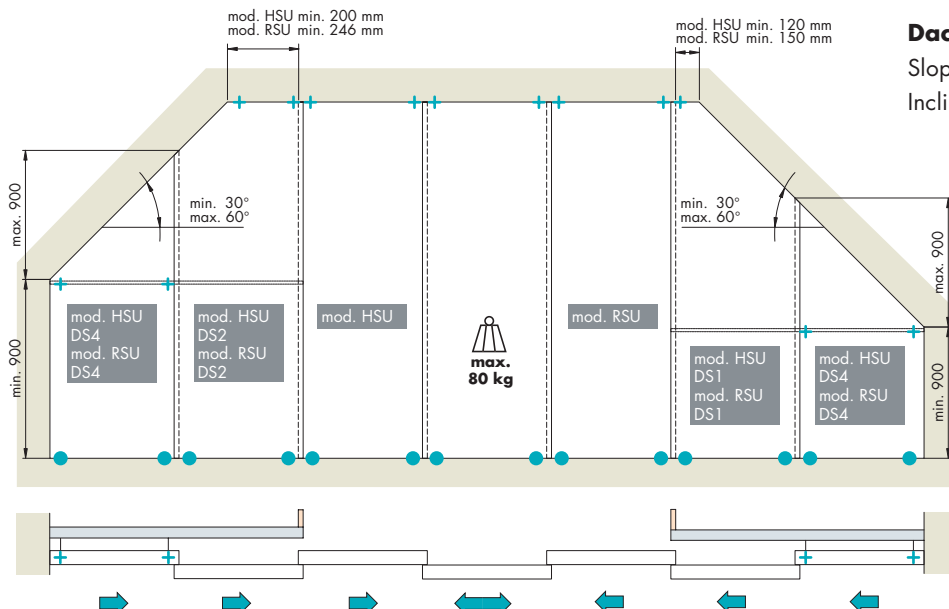 mod. HSU min. 200 mm
mod. RSU min. 246 mm
mod. HSU min. 120 mm
mod. RSU min. 150 mm
Dac
Slop
Incli
max. 900
min. 30°
max. 60°
min. 30°
max. 60°
max. 900
min. 900
mod. HSU
DS4
mod. RSU
DS4
mod. HSU
DS2
mod. RSU
DS2
mod. HSU
max.
80 kg
mod. RSU
mod. HSU
DS1
mod. RSU
DS1
mod. HSU
DS4
mod. RSU
DS4
min. 900